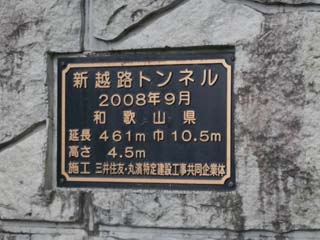 新越路トンネル
2008年9月
和歌山県
延長 461m 巾 10.5m
高さ 4.5m
施工 三井住友・丸濱特定建設工事共同企業体